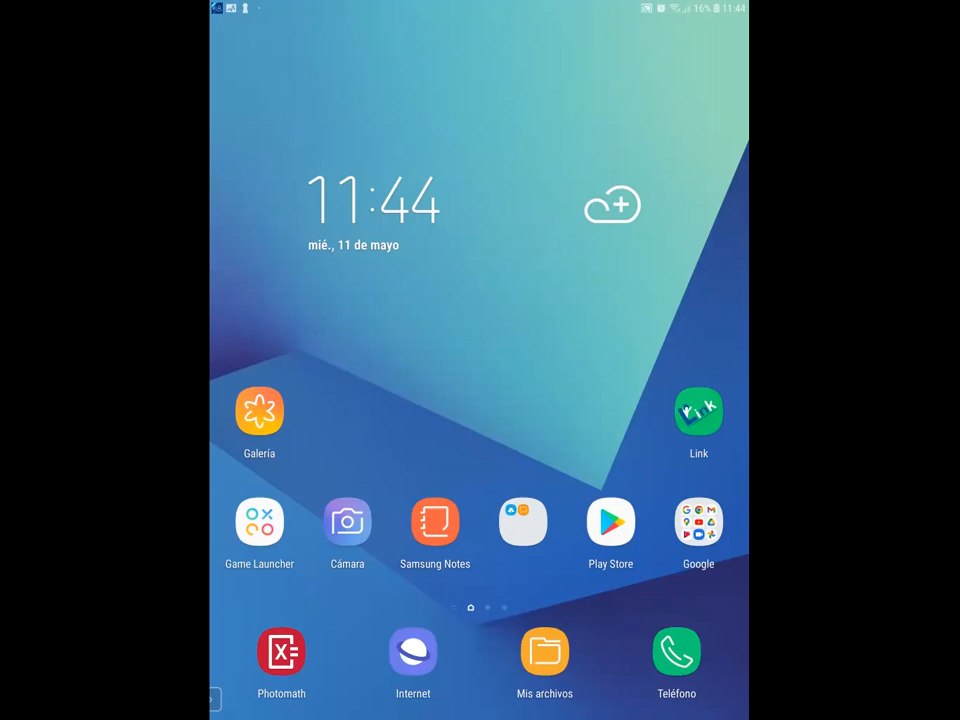 16% 11:44
11:44
mié., 11 de mayo
Link
Galería
Link
Game Launcher
Cámara
Samsung Notes
Play Store
Google
Photomath
Internet
Mis archivos
Teléfono